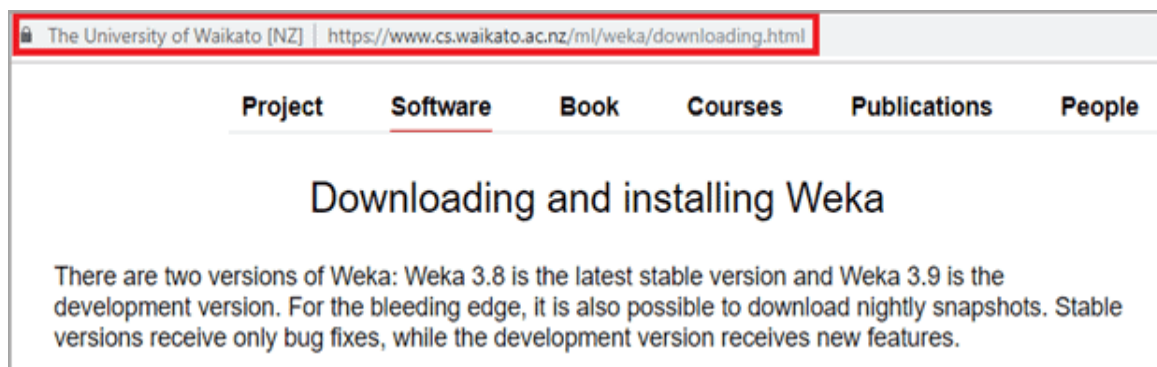 The University of Waikato [NZ] | https://www.cs.waikato.ac.nz/ml/weka/downloading.html
Project Software Book Courses Publications People
Downloading and installing Weka
There are two versions of Weka: Weka 3.8 is the latest stable version and Weka 3.9 is the
development version. For the bleeding edge, it is also possible to download nightly snapshots. Stable
versions receive only bug fixes, while the development version receives new features.